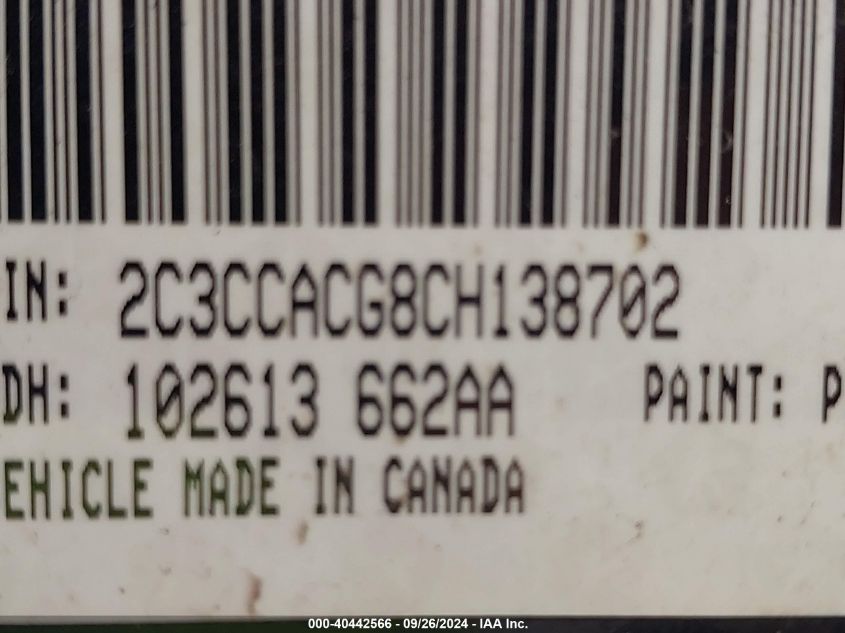 IN: 2C3CCACG8CH138702
DH: 102613 662AA PAINT: P
EHICLE MADE IN CANADA
000-40442566 - 09/26/2024 - IAA Inc.